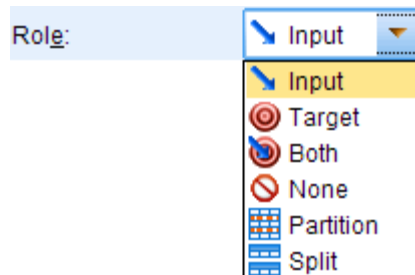 Role: Input
Input
Target
Both
None
Partition
Split